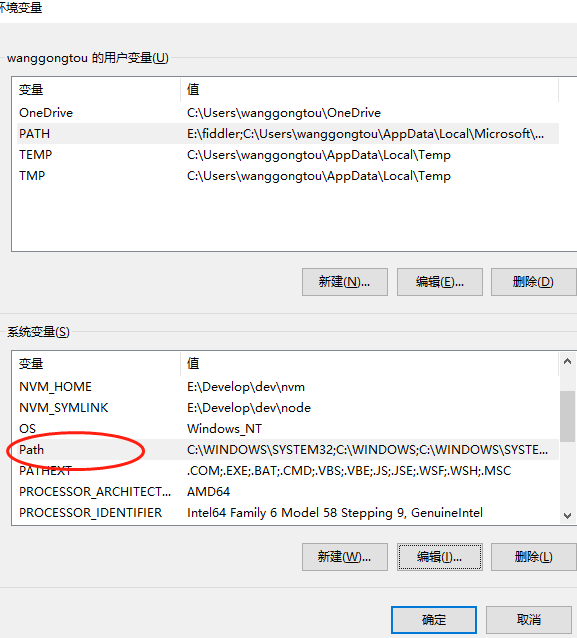 环境变量
wanggongtou 的用户变量(U)
变量 值
OneDrive C:\Users\wanggongtou\OneDrive
PATH E:\fiddler;C:\Users\wanggongtou\AppData\Local\Microsoft\...
TEMP C:\Users\wanggongtou\AppData\Local\Temp
TMP C:\Users\wanggongtou\AppData\Local\Temp
新建(N)... 编辑(E)... 删除(D)
系统变量(S)
变量 值
NVM_HOME E:\Develop\dev\nvm
NVM_SYMLINK E:\Develop\dev\node
OS Windows_NT
Path C:\WINDOWS\SYSTEM32;C:\WINDOWS;C:\WINDOWS\SYSTE...
PATHEXT .COM;.EXE;.BAT;.CMD;.VBS;.VBE;.JS;.JSE;.WSF;.WSH;.MSC
PROCESSOR_ARCHITECT... AMD64
PROCESSOR_IDENTIFIER Intel64 Family 6 Model 58 Stepping 9, GenuineIntel
新建(W)... 编辑(I)... 删除(L)
确定 取消